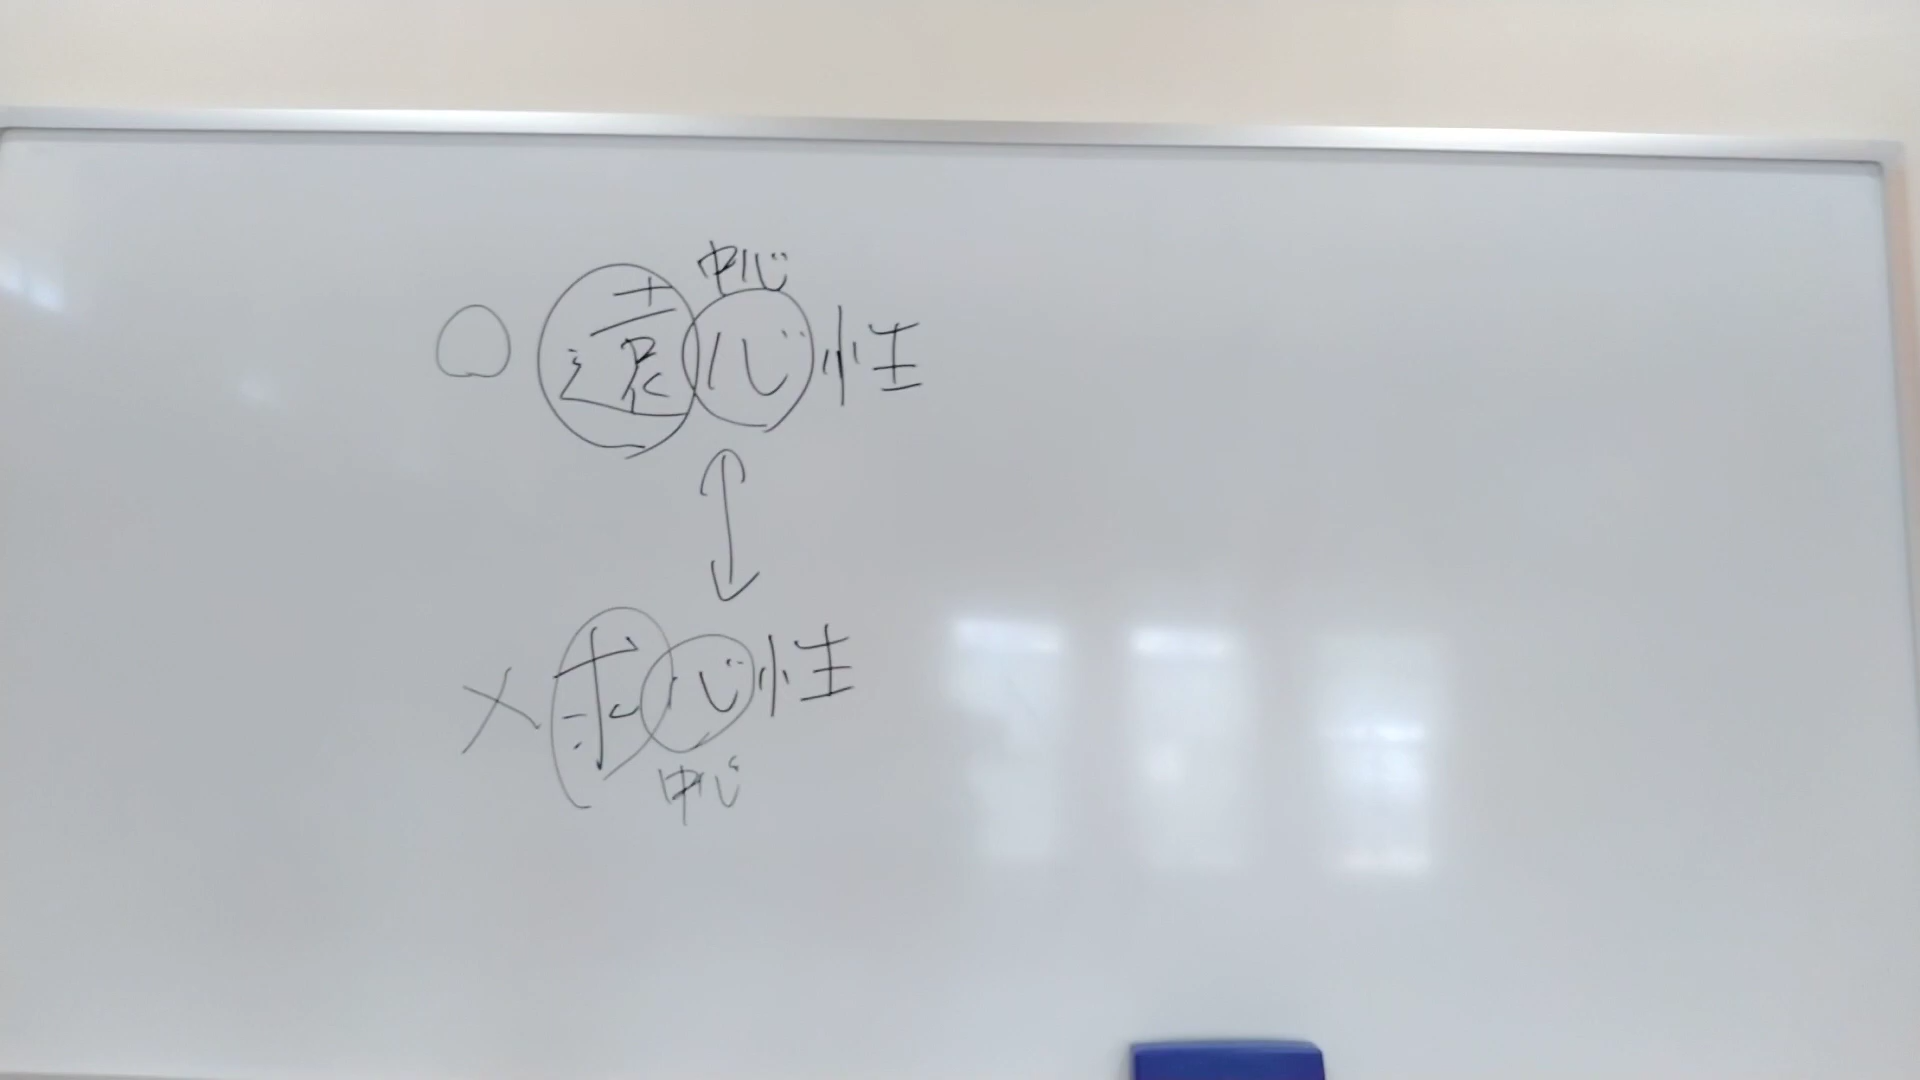 中心
○ 遠心性
× 求心性
中心